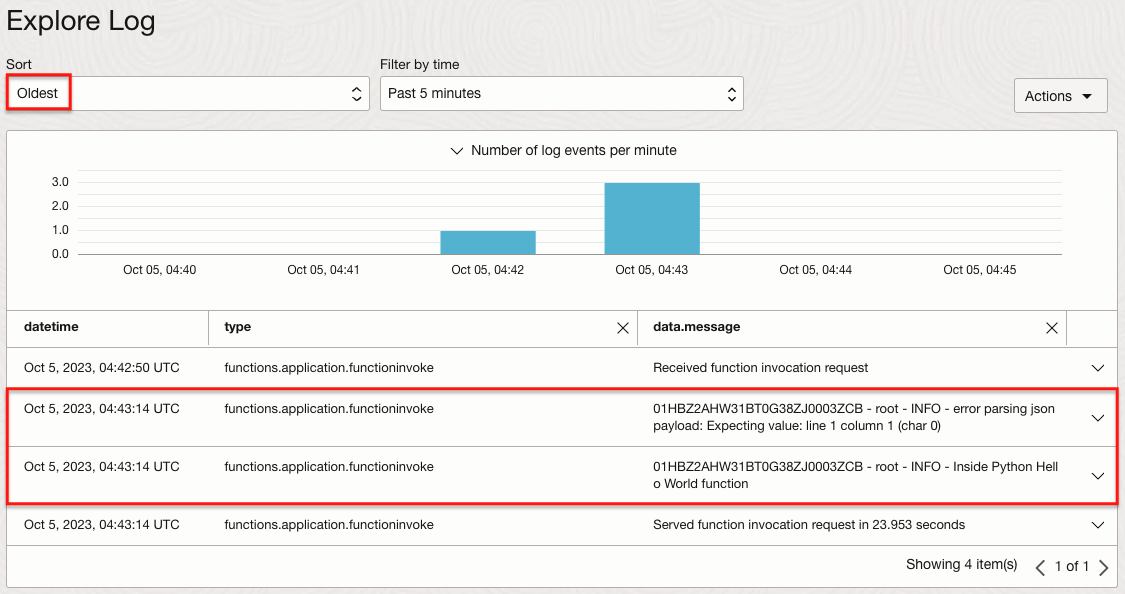 Explore Log
Sort
Filter by time
Oldest
Past 5 minutes
Actions
Number of log events per minute
3.0
2.0
1.0
0.0
Oct 05, 04:40
Oct 05, 04:41
Oct 05, 04:42
Oct 05, 04:43
Oct 05, 04:44
Oct 05, 04:45
datetime
type
data.message
Oct 5, 2023, 04:42:50 UTC
functions.application.functioninvoke
Received function invocation request
Oct 5, 2023, 04:43:14 UTC
functions.application.functioninvoke
01HBZ2AHW31BT0G38ZJ0003ZCB - root - INFO - error parsing json
payload: Expecting value: line 1 column 1 (char 0)
Oct 5, 2023, 04:43:14 UTC
functions.application.functioninvoke
01HBZ2AHW31BT0G38ZJ0003ZCB - root - INFO - Inside Python Hell
o World function
Oct 5, 2023, 04:43:14 UTC
functions.application.functioninvoke
Served function invocation request in 23.953 seconds
Showing 4 item(s)
1 of 1